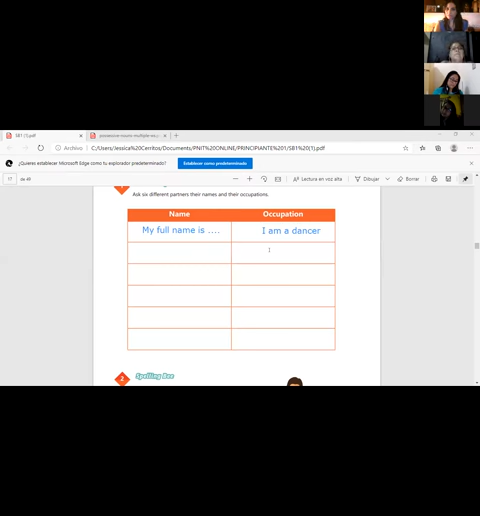 SB1 (1).pdf
Archivo
C:/Users/Jessica%20Cerritos/Documents/PNIT%20ONLINE/PRINCIPIANTE%201/SB1%20(1).pdf
¿Quieres establecer Microsoft Edge como tu explorador predeterminado?
Establecer como predeterminado
17
de 49
Lectura en voz alta
Dibujar
Borrar
Ask six different partners their names and their occupations.
Name
Occupation
My full name is ....
I am a dancer
2
Spelling Bee